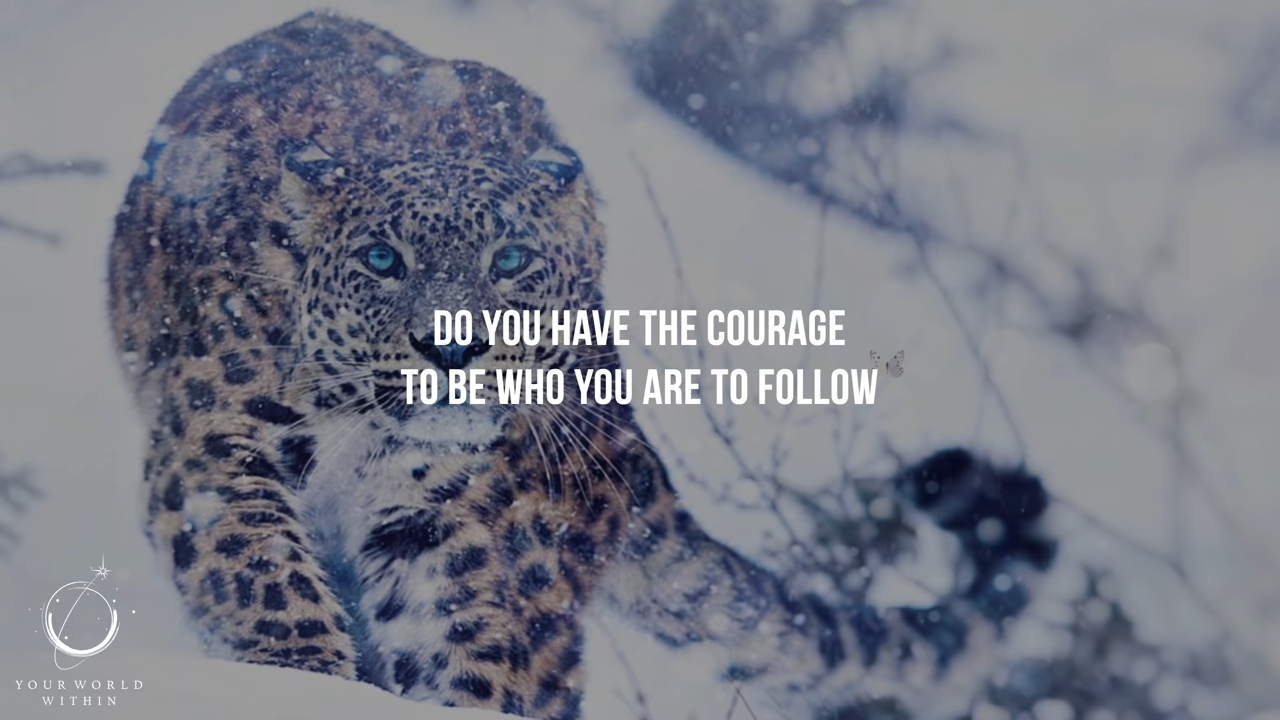 DO YOU HAVE THE COURAGE
TO BE WHO YOU ARE TO FOLLOW
YOUR WORLD
WITHIN